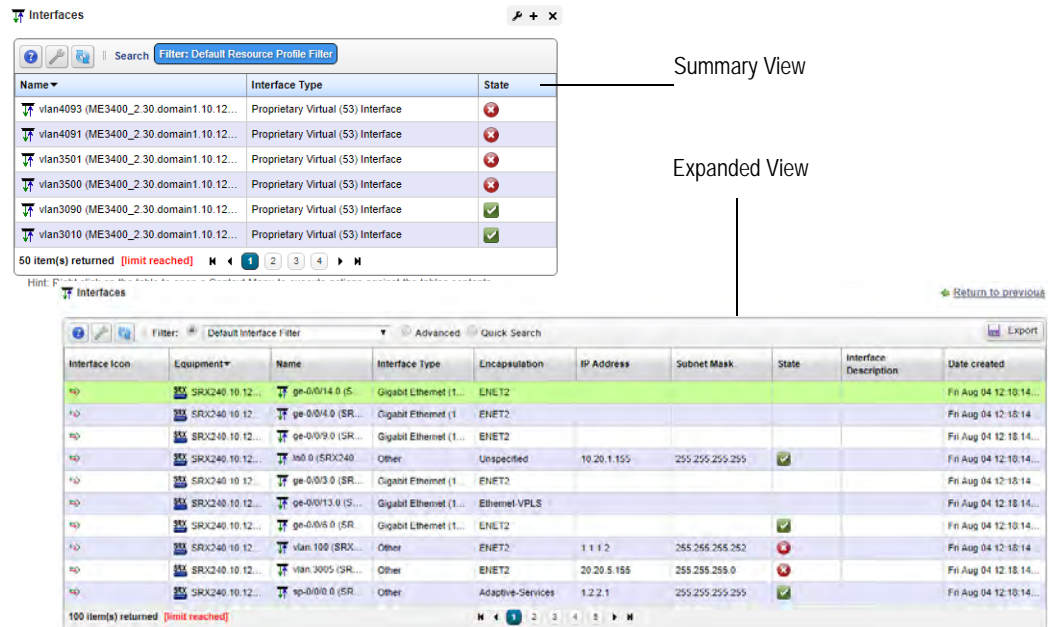 Interfaces
Search Filter: Default Resource Profile Filter
Name Interface Type State
vlan4093 (ME3400_2.30.domain1.10.12... Proprietary Virtual (53) Interface
vlan4091 (ME3400_2.30.domain1.10.12... Proprietary Virtual (53) Interface
vlan3501 (ME3400_2.30.domain1.10.12... Proprietary Virtual (53) Interface
vlan3500 (ME3400_2.30.domain1.10.12... Proprietary Virtual (53) Interface
vlan3090 (ME3400_2.30.domain1.10.12... Proprietary Virtual (53) Interface
vlan3010 (ME3400_2.30.domain1.10.12... Proprietary Virtual (53) Interface
50 item(s) returned [limit reached] 1 2 3 4
Summary View
Expanded View
Interfaces Return to previous
Filter: Default Interface Filter Advanced Quick Search Export
Interface Icon Equipment Name Interface Type Encapsulation IP Address Subnet Mask State Interface Description Date created
SRX240.10.12... ge-0/0/14.0 (S... Gigabit Ethernet (1... ENET2 Fri Aug 04 12:18:14...
SRX240.10.12... ge-0/0/4.0 (SR... Gigabit Ethernet (1... ENET2 Fri Aug 04 12:18:14...
SRX240.10.12... ge-0/0/9.0 (SR... Gigabit Ethernet (1... ENET2 Fri Aug 04 12:18:14...
SRX240.10.12... lo0.0 (SRX240... Other Unspecified 10.20.1.155 255.255.255.255 Fri Aug 04 12:18:14...
SRX240.10.12... ge-0/0/3.0 (SR... Gigabit Ethernet (1... ENET2 Fri Aug 04 12:18:14...
SRX240.10.12... ge-0/0/13.0 (S... Gigabit Ethernet (1... Ethernet-VPLS Fri Aug 04 12:18:14...
SRX240.10.12... ge-0/0/6.0 (SR... Gigabit Ethernet (1... ENET2 Fri Aug 04 12:18:14...
SRX240.10.12... vlan.100 (SRX... Other ENET2 1.1.1.2 255.255.255.252 Fri Aug 04 12:18:14...
SRX240.10.12... vlan.3005 (SR... Other ENET2 20.20.5.155 255.255.255.0 Fri Aug 04 12:18:14...
SRX240.10.12... sp-0/0/0.0 (SR... Other Adaptive-Services 1.2.2.1 255.255.255.255 Fri Aug 04 12:18:14...
100 item(s) returned [limit reached] 1 2 3 4 5